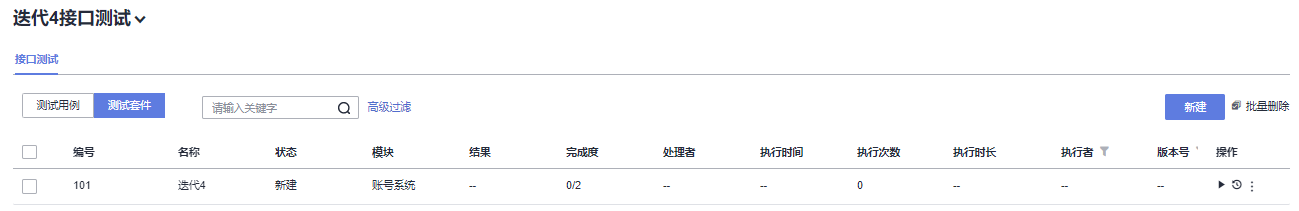 迭代4接口测试
接口测试
测试用例 测试套件 请输入关键字 高级过滤 新建 批量删除
编号 名称 状态 模块 结果 完成度 处理者 执行时间 执行次数 执行时长 执行者 版本号 操作
101 迭代4 新建 账号系统 -- 0/2 -- -- 0 -- -- --